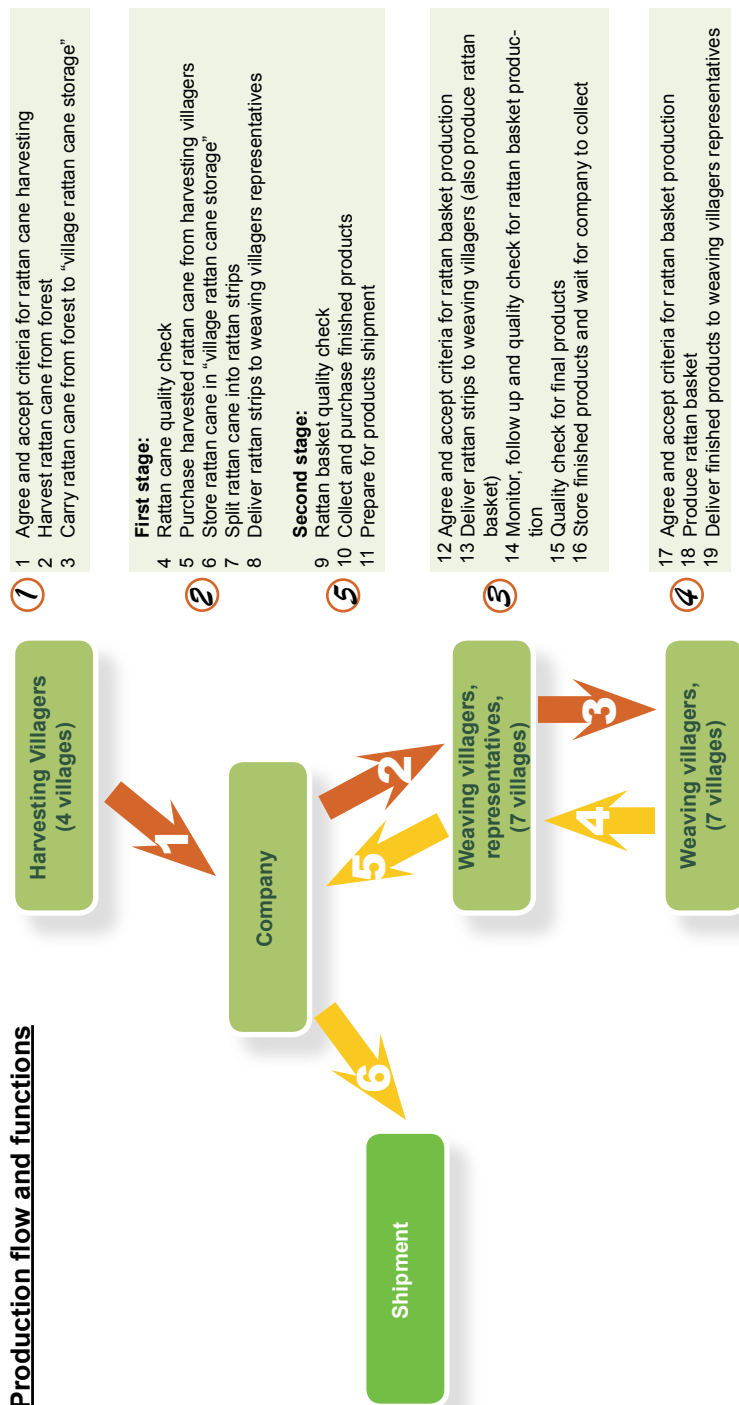 Production flow and functions
Harvesting Villagers
(4 villages)
1
Company
2
5
6
Shipment
Weaving villagers,
representatives,
(7 villages)
3
4
Weaving villagers,
(7 villages)
1
1 Agree and accept criteria for rattan cane harvesting
2 Harvest rattan cane from forest
3 Carry rattan cane from forest to “village rattan cane storage”
2
First stage:
4 Rattan cane quality check
5 Purchase harvested rattan cane from harvesting villagers
6 Store rattan cane in “village rattan cane storage”
7 Split rattan cane into rattan strips
8 Deliver rattan strips to weaving villagers representatives
5
Second stage:
9 Rattan basket quality check
10 Collect and purchase finished products
11 Prepare for products shipment
3
12 Agree and accept criteria for rattan basket production
13 Deliver rattan strips to weaving villagers (also produce rattan
basket)
14 Monitor, follow up and quality check for rattan basket produc-
tion
15 Quality check for final products
16 Store finished products and wait for company to collect
4
17 Agree and accept criteria for rattan basket production
18 Produce rattan basket
19 Deliver finished products to weaving villagers representatives